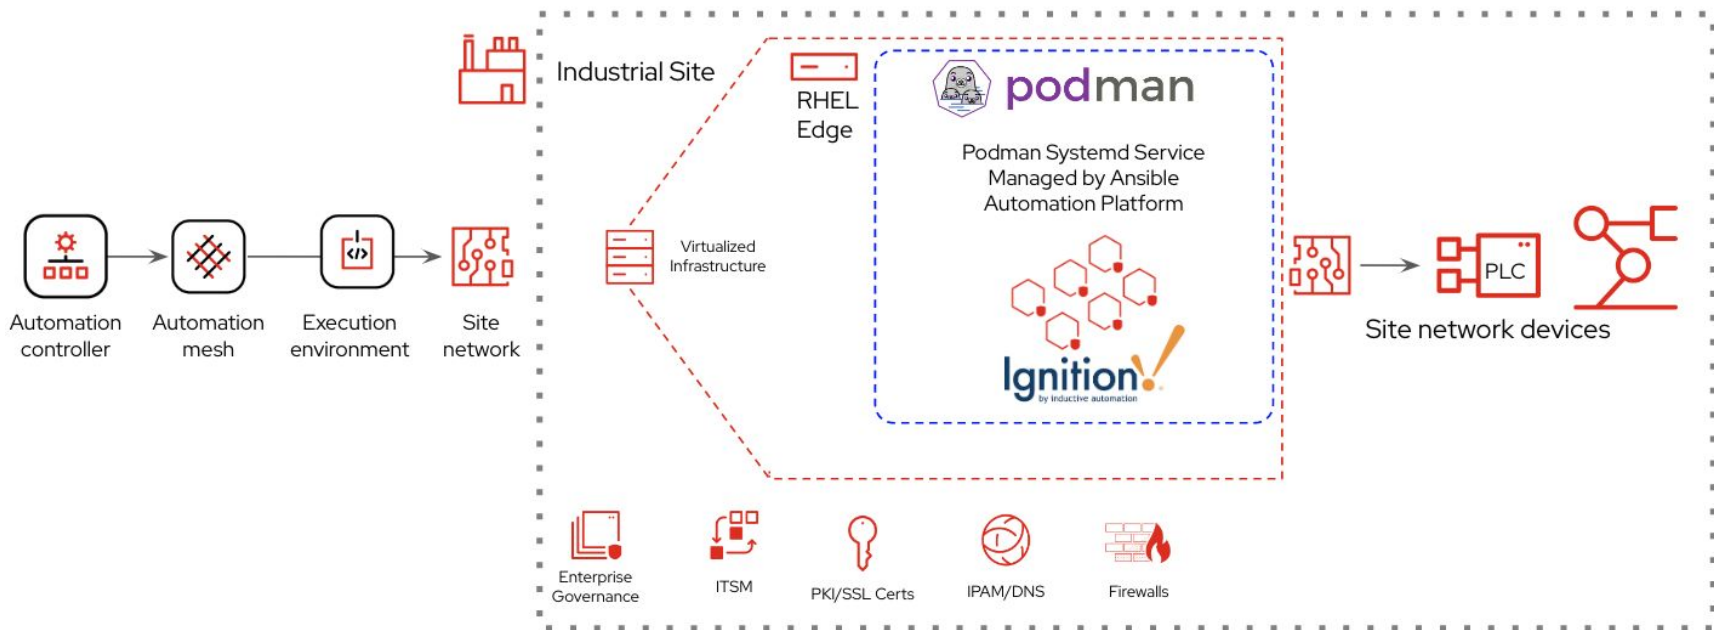 Industrial Site
RHEL
Edge
podman
Podman Systemd Service
Managed by Ansible
Automation Platform
Automation
controller
Automation
mesh
</>
Execution
environment
Site
network
Virtualized
Infrastructure
Ignition!
by inductive automation
PLC
Site network devices
Enterprise
Governance
ITSM
PKI/SSL Certs
IPAM/DNS
Firewalls